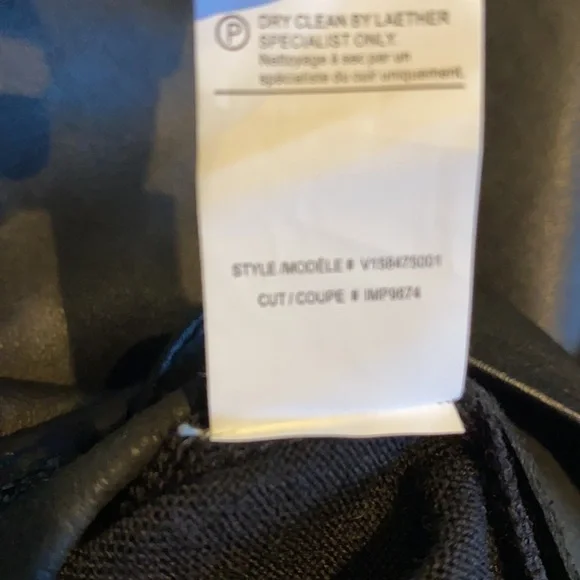 P DRY CLEAN BY LAETHER
SPECIALIST ONLY.
Nettoyage à sec par un
spécialiste du cuir uniquement.
STYLE/MODÈLE # V158475001
CUT / COUPE # IMP9874